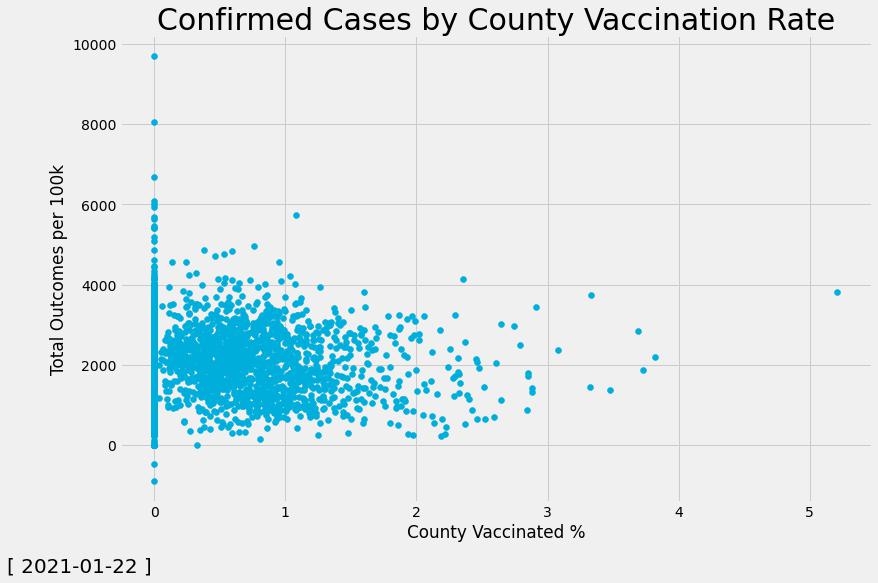 Confirmed Cases by County Vaccination Rate
10000
8000
6000
4000
2000
0
Total Outcomes per 100k
0 1 2 3 4 5
County Vaccinated %
[ 2021-01-22 ]